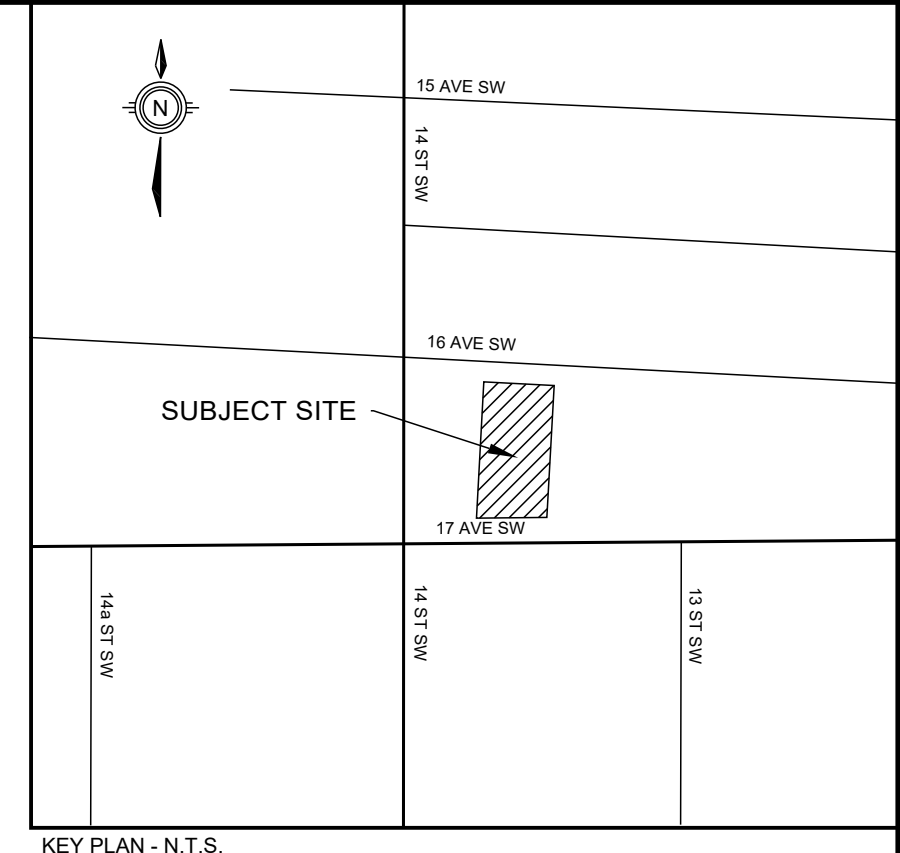 15 AVE SW
N
14 ST SW
16 AVE SW
SUBJECT SITE
17 AVE SW
14a ST SW
14 ST SW
13 ST SW
KEY PLAN - N.T.S.